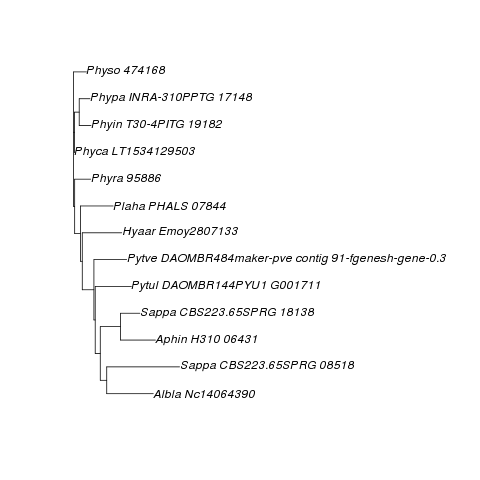 Physo 474168
Phypa INRA-310PPTG 17148
Phyin T30-4PITG 19182
Phyca LT1534129503
Phyra 95886
Plaha PHALS 07844
Hyaar Emoy2807133
Pytve DAOMBR484maker-pve contig 91-fgenesh-gene-0.3
Pytul DAOMBR144PYU1 G001711
Sappa CBS223.65SPRG 18138
Aphin H310 06431
Sappa CBS223.65SPRG 08518
Albla Nc14064390